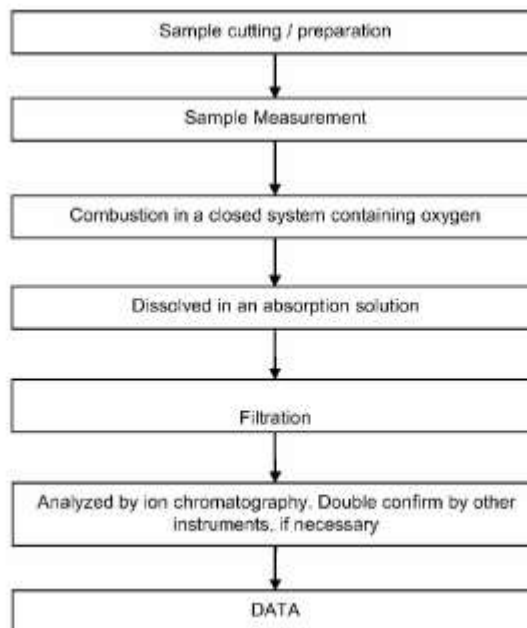 Sample cutting / preparation
Sample Measurement
Combustion in a closed system containing oxygen
Dissolved in an absorption solution
Filtration
Analyzed by ion chromatography. Double confirm by other
instruments, if necessary
DATA